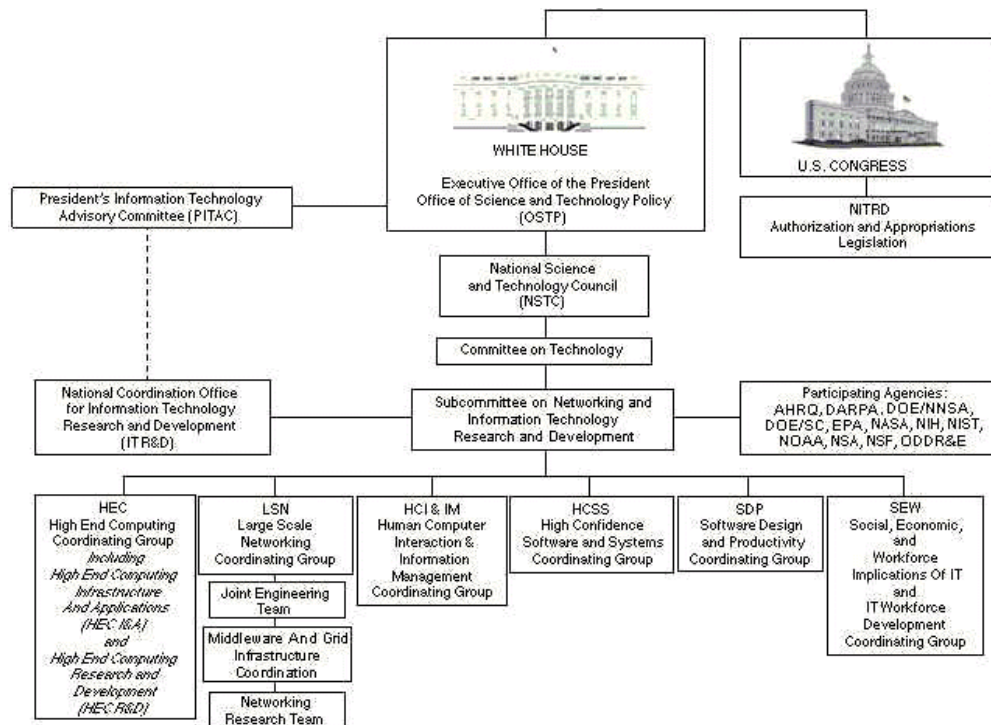 WHITE HOUSE
Executive Office of the President
Office of Science and Technology Policy
(OSTP)
U.S. CONGRESS
President's Information Technology
Advisory Committee (PITAC)
NITRD
Authorization and Appropriations
Legislation
National Science
and Technology Council
(NSTC)
Committee on Technology
National Coordination Office
for Information Technology
Research and Development
(ITR&D)
Subcommittee on Networking and
Information Technology
Research and Development
Participating Agencies:
AHRQ, DARPA, DOE/NNSA,
DOE/SC, EPA, NASA, NIH, NIST,
NOAA, NSA, NSF, ODDR&E
HEC
High End Computing
Coordinating Group
Including
High End Computing
Infrastructure
And Applications
(HEC I&A)
and
High End Computing
Research and
Development
(HEC R&D)
LSN
Large Scale
Networking
Coordinating Group
Joint Engineering
Team
Middleware And Grid
Infrastructure
Coordination
Networking
Research Team
HCI & IM
Human Computer
Interaction &
Information
Management
Coordinating Group
HCSS
High Confidence
Software and Systems
Coordinating Group
SDP
Software Design
and Productivity
Coordinating Group
SEW
Social, Economic,
and
Workforce
Implications Of IT
and
IT Workforce
Development
Coordinating Group